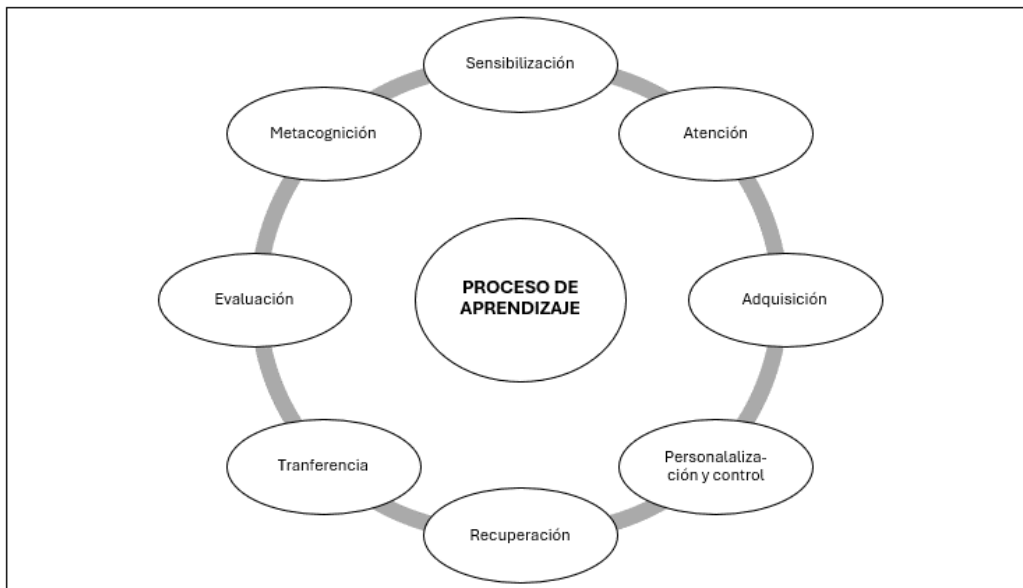 Sensibilización
Metacognición
Atención
PROCESO DE
APRENDIZAJE
Evaluación
Adquisición
Tranferencia
Personalaliza-
ción y control
Recuperación